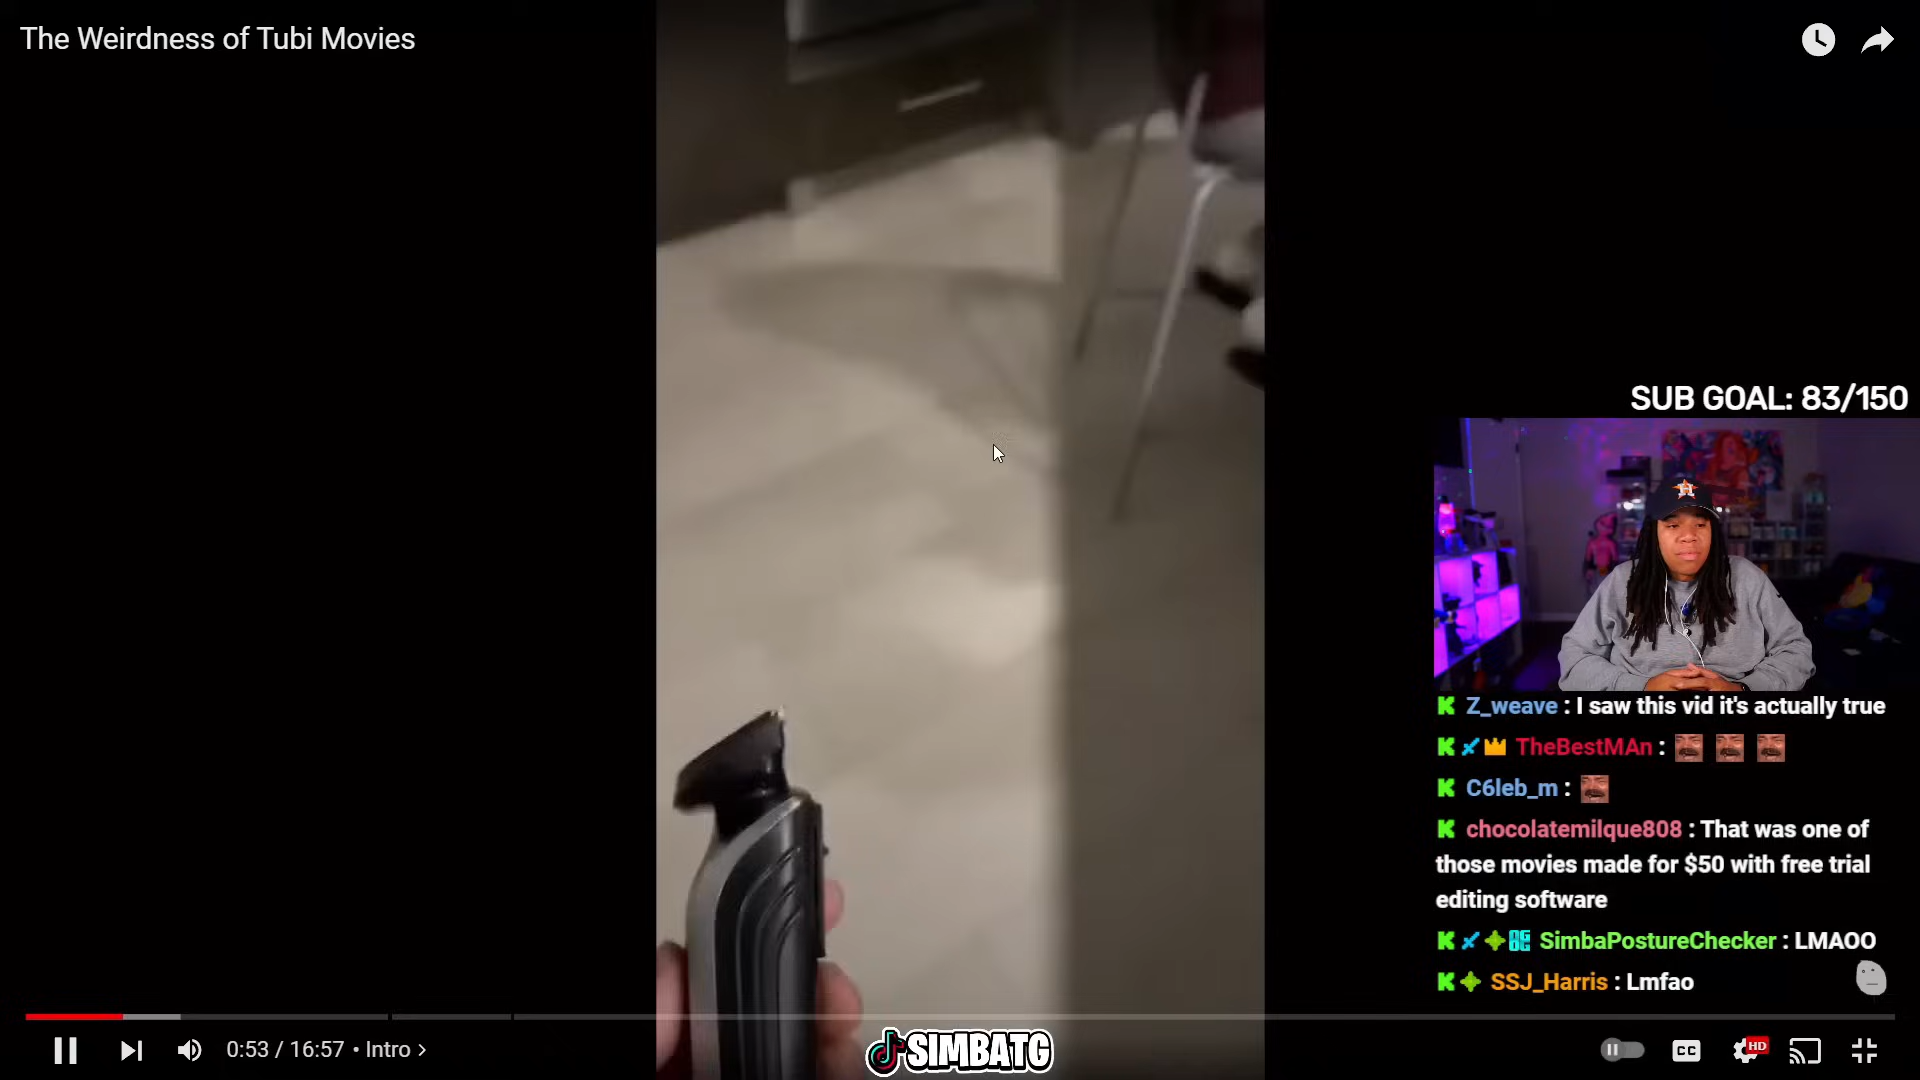 The Weirdness of Tubi Movies
SUB GOAL: 83/150
H
K Z_weave : I saw this vid it's actually true
K TheBestMAn :
K C6leb_m :
K chocolatemilque808 : That was one of
those movies made for $50 with free trial
editing software
K SimbaPostureChecker : LMAOO
K SSJ_Harris : Lmfao
0:53 / 16:57 • Intro >
SIMBATG
CC
HD